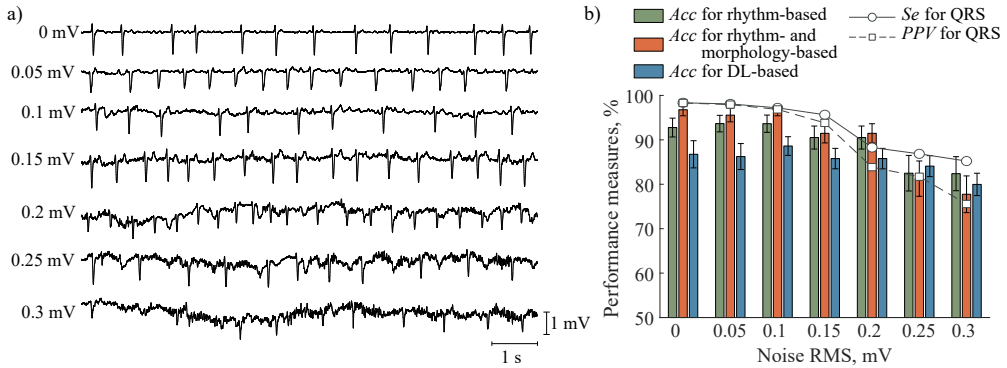 a)
0 mV
0.05 mV
0.1 mV
0.15 mV
0.2 mV
0.25 mV
0.3 mV
1 mV
1 s
b)
Acc for rhythm-based
Acc for rhythm- and
morphology-based
Acc for DL-based
Se for QRS
PPV for QRS
Performance measures, %
100
90
80
70
60
50
0 0.05 0.1 0.15 0.2 0.25 0.3
Noise RMS, mV